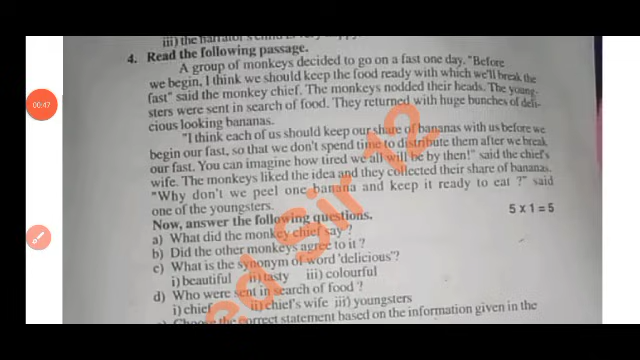 iii) the narrator's child is very happy
4. Read the following passage.
A group of monkeys decided to go on a fast one day. "Before
we begin, I think we should keep the food ready with which we'll break the
fast" said the monkey chief. The monkeys nodded their heads. The young-
sters were sent in search of food. They returned with huge bunches of deli-
cious looking bananas.
"I think each of us should keep our share of bananas with us before we
begin our fast, so that we don't spend time to distribute them after we break
our fast. You can imagine how tired we all will be by then!" said the chief's
wife. The monkeys liked the idea and they collected their share of bananas.
"Why don't we peel one banana and keep it ready to eat ?" said
one of the youngsters.
Now, answer the following questions. 5 x 1 = 5
a) What did the monkey chief say ?
b) Did the other monkeys agree to it ?
c) What is the synonym of word 'delicious'?
i) beautiful ii) tasty iii) colourful
d) Who were sent in search of food ?
i) chief ii) chief's wife iii) youngsters
Choose the correct statement based on the information given in the
00:47
ed Sir 12